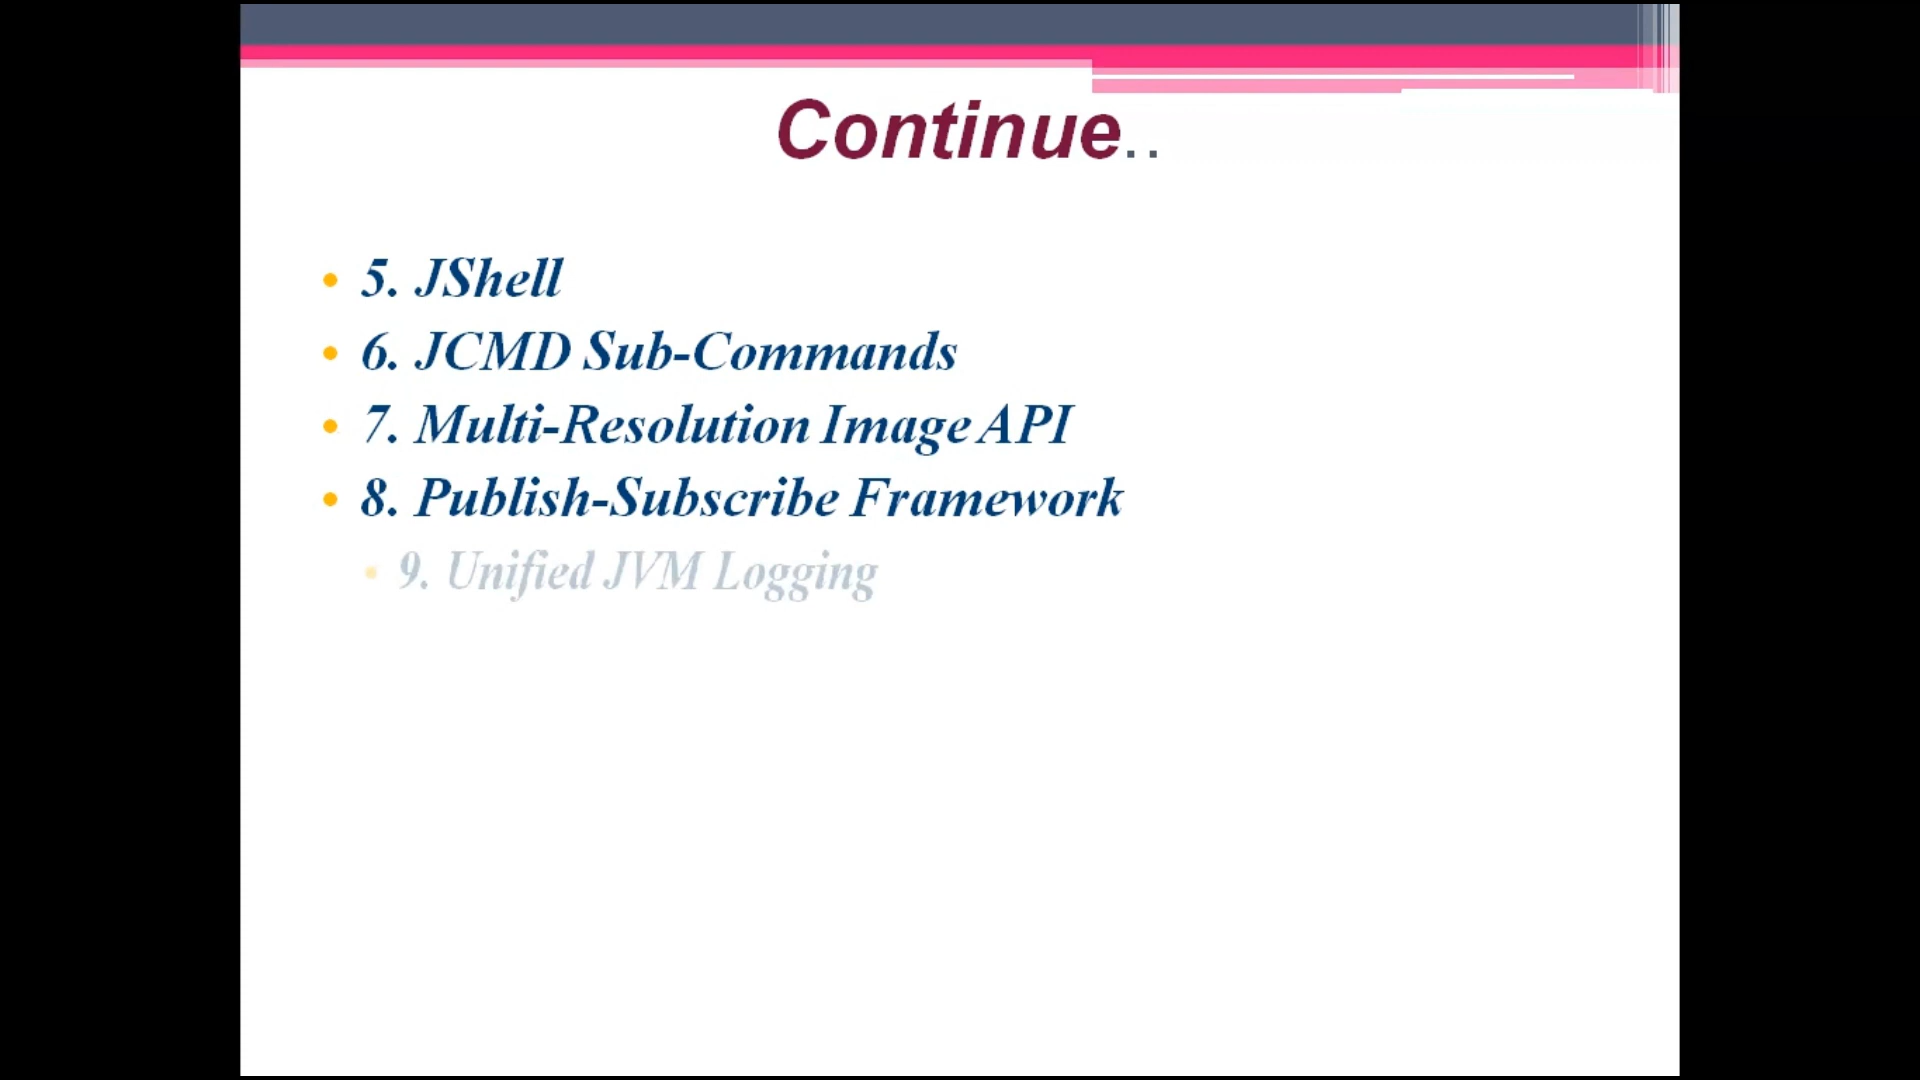 Continue..
• 5. JShell
• 6. JCMD Sub-Commands
• 7. Multi-Resolution Image API
• 8. Publish-Subscribe Framework
• 9. Unified JVM Logging